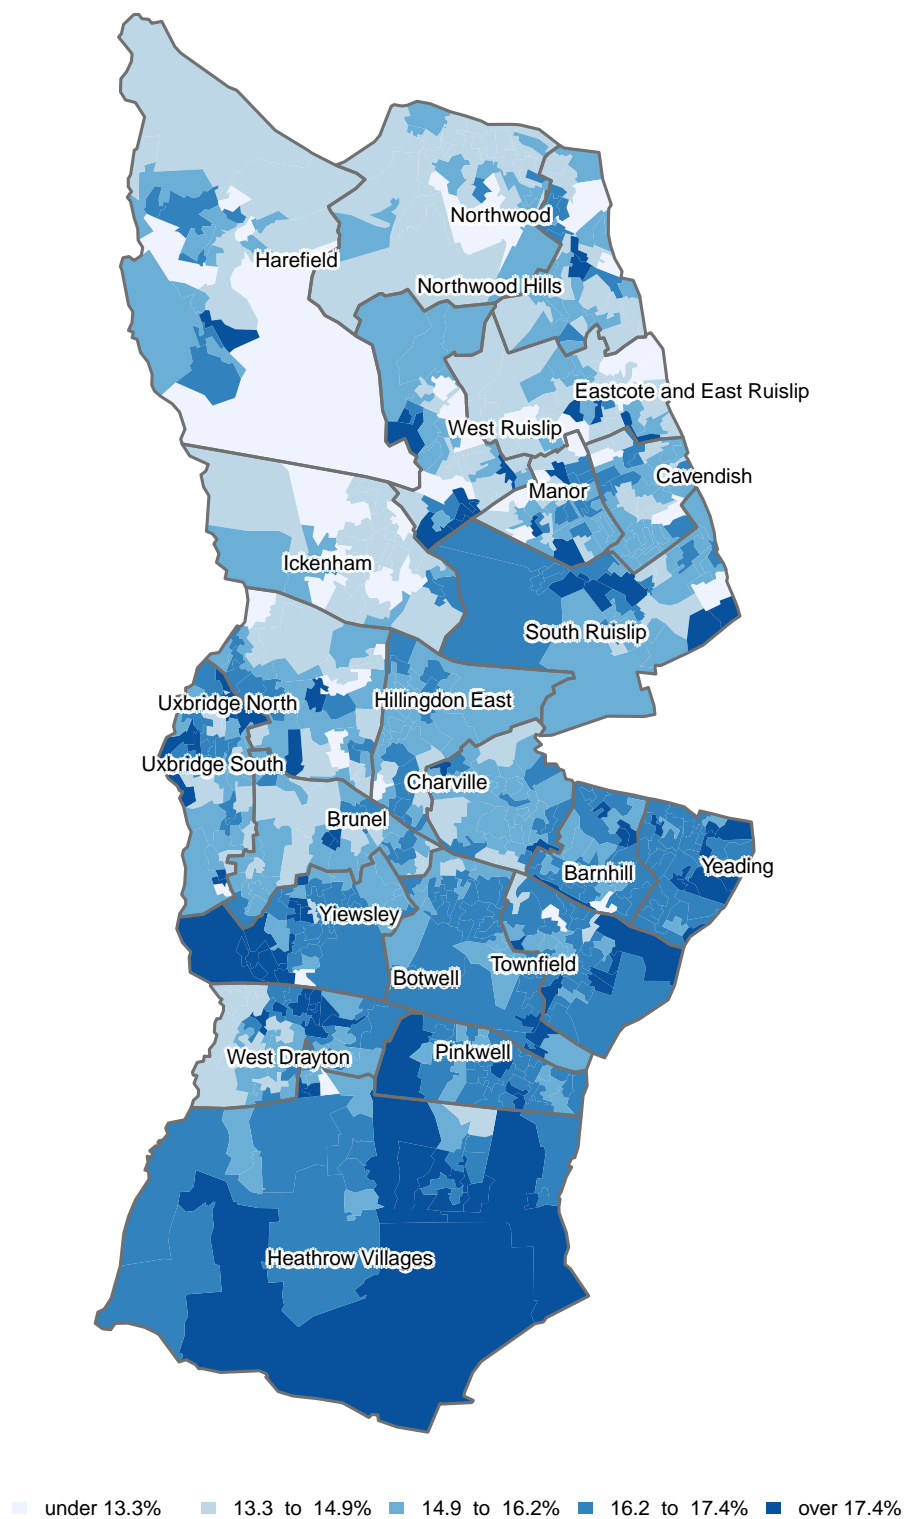 Northwood
Harefield
Northwood Hills
Eastcote and East Ruislip
West Ruislip
Cavendish
Manor
Ickenham
South Ruislip
Uxbridge North
Hillingdon East
Uxbridge South
Charville
Brunel
Barnhill
Yeading
Yiewsley
Townfield
Botwell
West Drayton
Pinkwell
Heathrow Villages
under 13.3% 13.3 to 14.9% 14.9 to 16.2% 16.2 to 17.4% over 17.4%